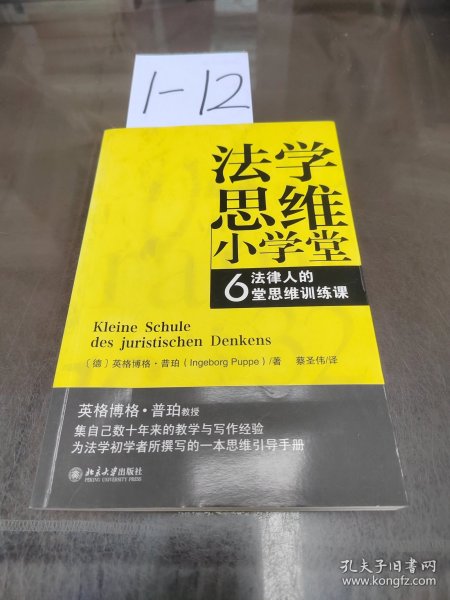 1-12
法学
思维
小学堂
6 法律人的
堂思维训练课
Kleine Schule
des juristischen Denkens
〔德〕英格博格·普珀（Ingeborg Puppe）/著 蔡圣伟/译
英格博格·普珀教授
集自己数十年来的教学与写作经验
为法学初学者所撰写的一本思维引导手册
北京大学出版社
PEKING UNIVERSITY PRESS
孔夫子旧书网
www.kongfz.com